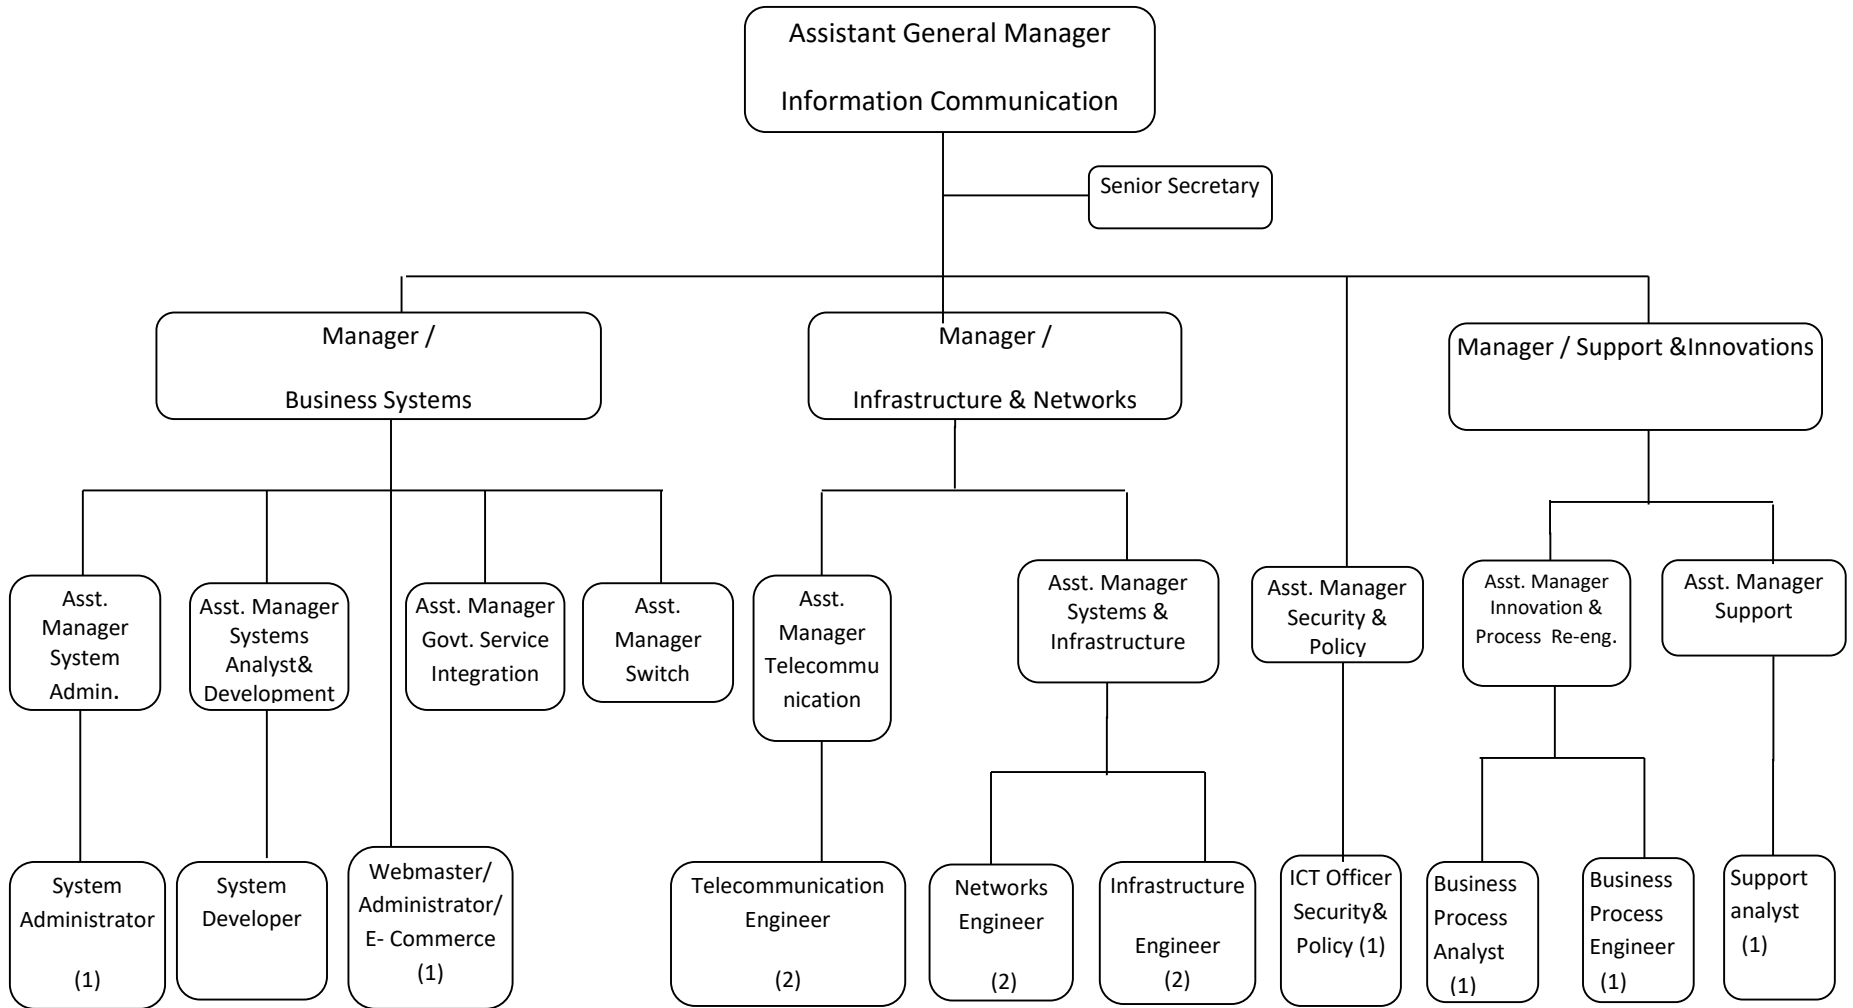 Assistant General Manager
Information Communication
Senior Secretary
Manager /
Business Systems
Manager /
Infrastructure & Networks
Manager / Support &Innovations
Asst.
Manager
System
Admin.
Asst. Manager
Systems
Analyst&
Development
Asst. Manager
Govt. Service
Integration
Asst.
Manager
Switch
Asst.
Manager
Telecommu
nication
Asst. Manager
Systems &
Infrastructure
Asst. Manager
Security &
Policy
Asst. Manager
Innovation &
Process Re-eng.
Asst. Manager
Support
System
Administrator
(1)
System
Developer
Webmaster/
Administrator/
E- Commerce
(1)
Telecommunication
Engineer
(2)
Networks
Engineer
(2)
Infrastructure
Engineer
(2)
ICT Officer
Security&
Policy (1)
Business
Process
Analyst
(1)
Business
Process
Engineer
(1)
Support
analyst
(1)